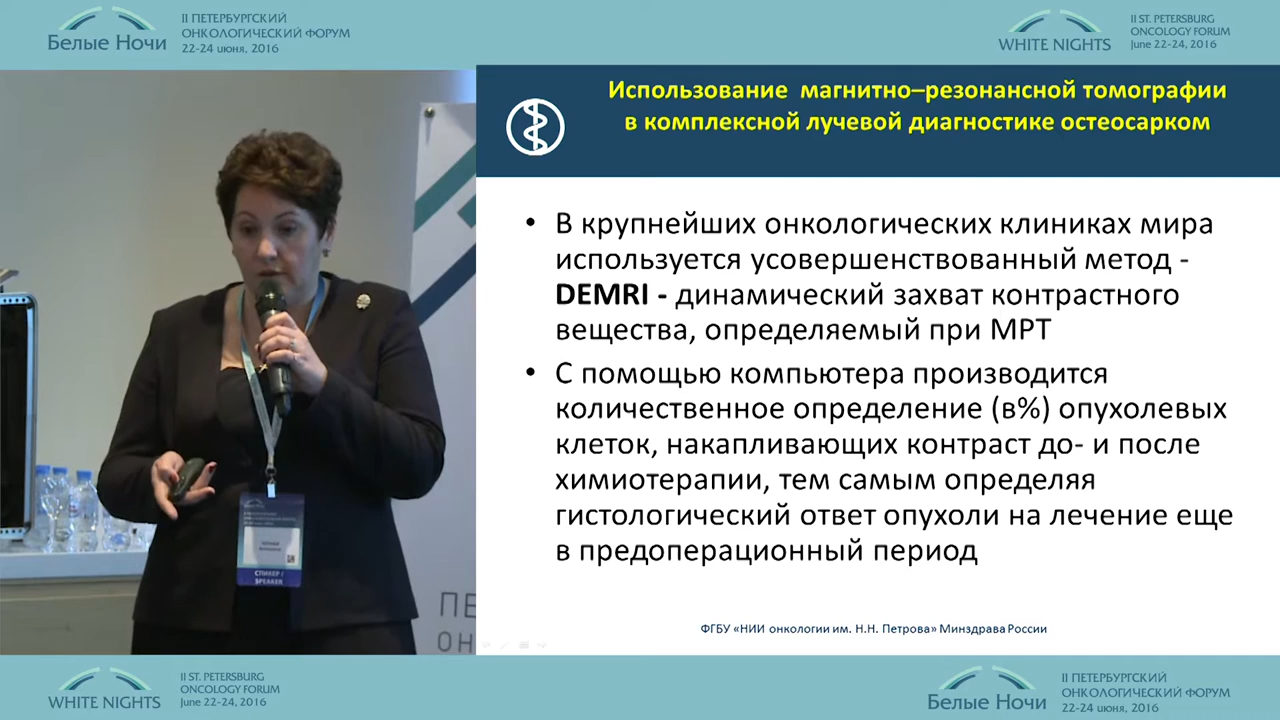 II ПЕТЕРБУРГСКИЙ
ОНКОЛОГИЧЕСКИЙ ФОРУМ
Белые Ночи
22-24 июня, 2016
II ST. PETERSBURG
ONCOLOGY FORUM
WHITE NIGHTS
June 22-24, 2016
Использование магнитно–резонансной томографии
в комплексной лучевой диагностике остеосарком
• В крупнейших онкологических клиниках мира
используется усовершенствованный метод -
DEMRI - динамический захват контрастного
вещества, определяемый при МРТ
• С помощью компьютера производится
количественное определение (в%) опухолевых
клеток, накапливающих контраст до- и после
химиотерапии, тем самым определяя
гистологический ответ опухоли на лечение еще
в предоперационный период
ФГБУ «НИИ онкологии им. Н.Н. Петрова» Минздрава России
СПИКЕР /
SPEAKER
ПЕ
ОН
II ST. PETERSBURG
ONCOLOGY FORUM
WHITE NIGHTS
June 22-24, 2016
II ПЕТЕРБУРГСКИЙ
ОНКОЛОГИЧЕСКИЙ ФОРУМ
Белые Ночи
22-24 июня, 2016